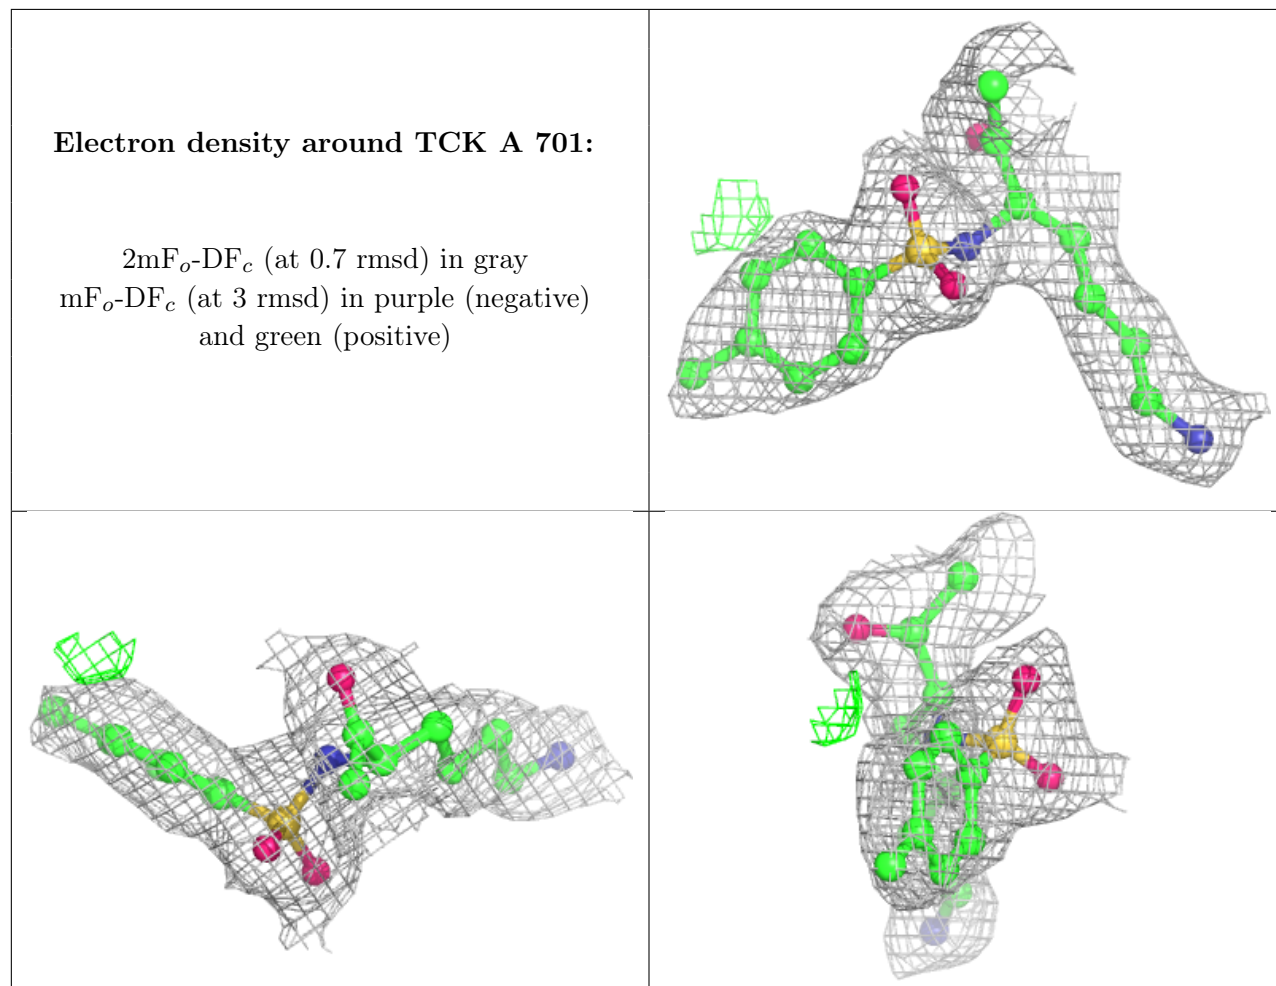 Electron density around TCK A 701:
2mFo-DFc (at 0.7 rmsd) in gray
mFo-DFc (at 3 rmsd) in purple (negative)
and green (positive)